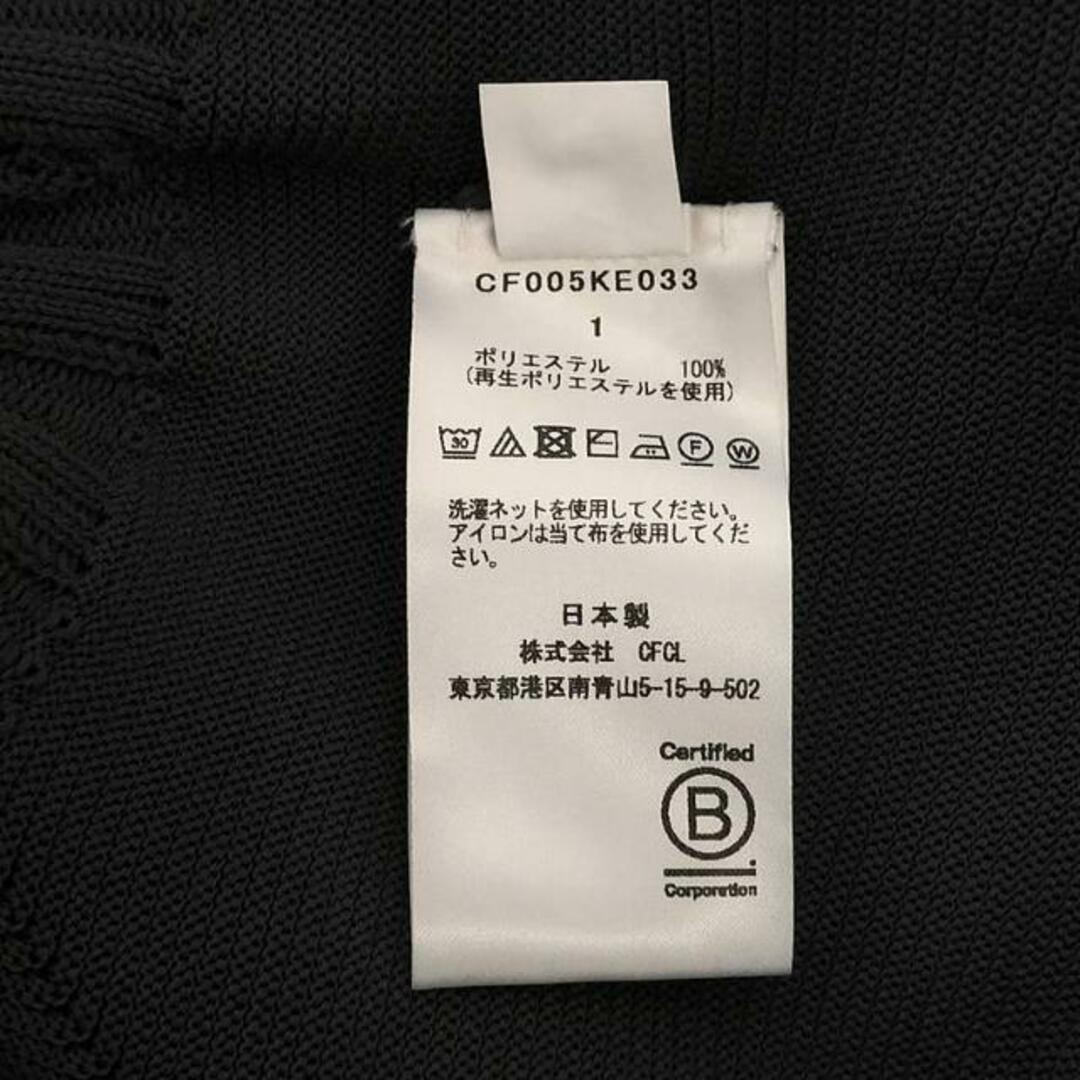 CF005KE033
1
ポリエステル 100%
(再生ポリエステルを使用)
30 F W
洗濯ネットを使用してください。
アイロンは当て布を使用してくだ
さい。
日本製
株式会社 CFCL
東京都港区南青山5-15-9-502
Certified
B
Corporation